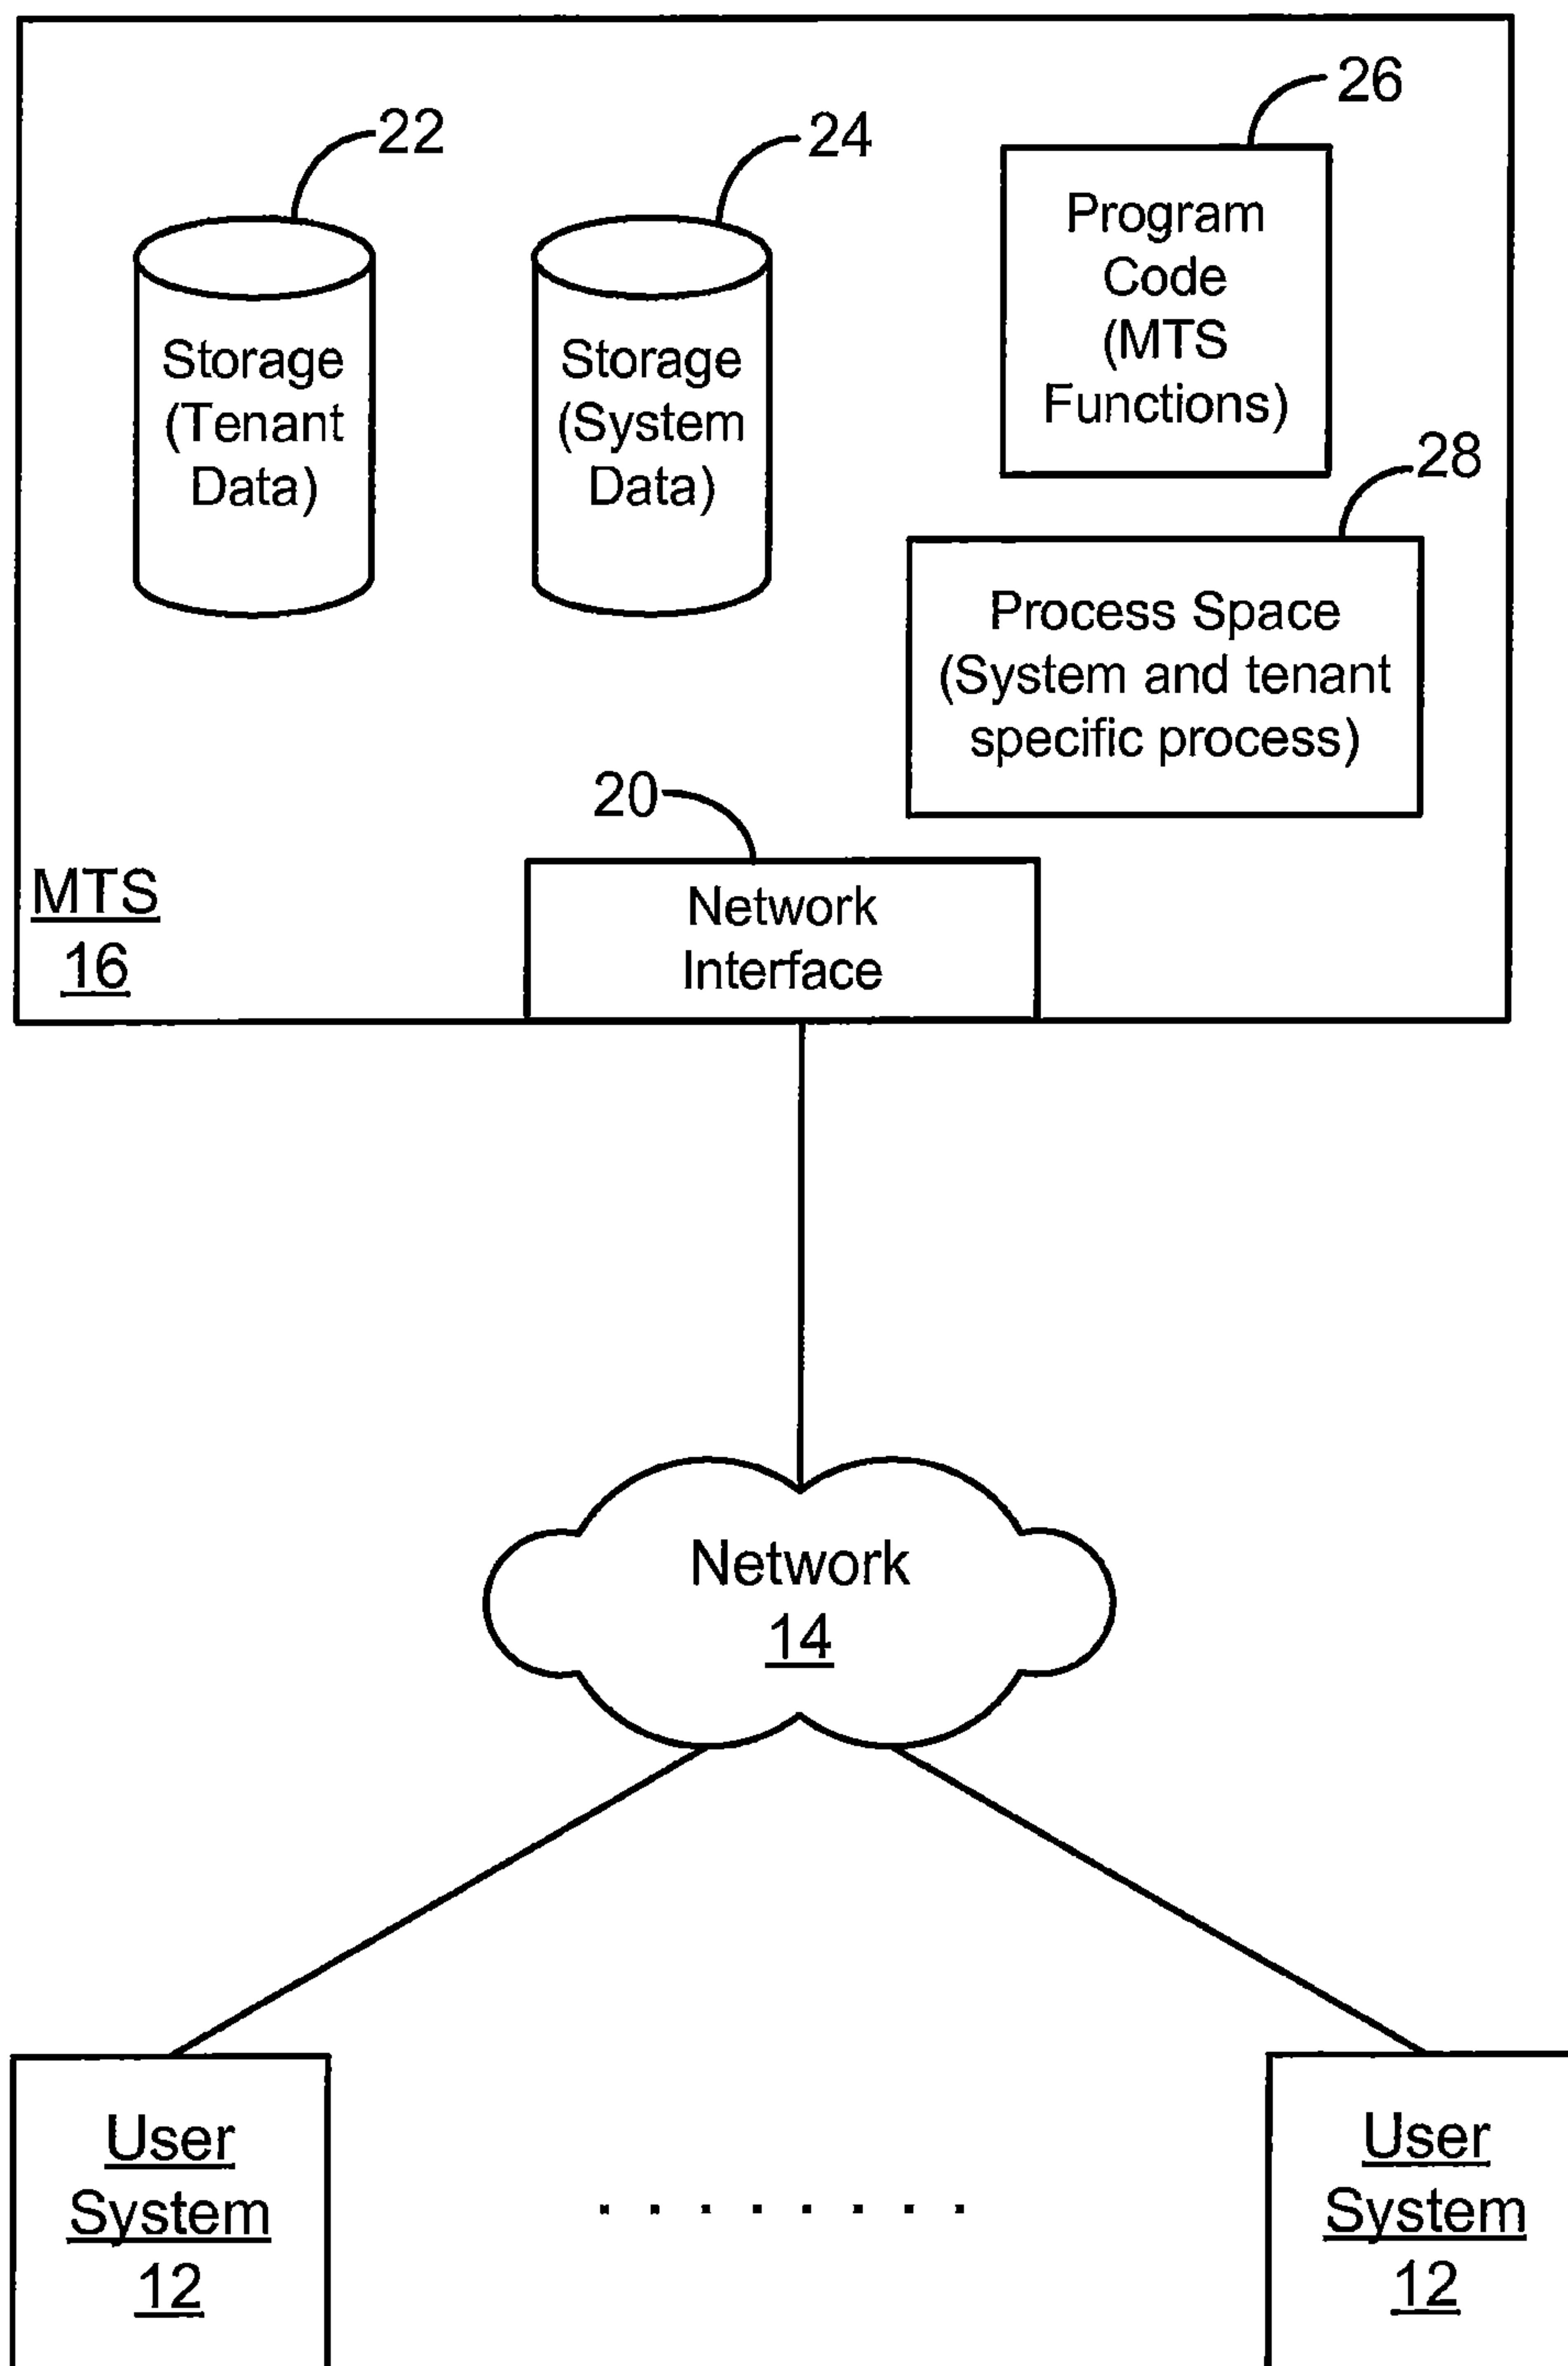 26
22
24
Program
Code
(MTS
Functions)
Storage
(Tenant
Data)
Storage
(System
Data)
28
Process Space
(System and tenant
specific process)
20
MTS
16
Network
Interface
Network
14
User
System
12
.......
User
System
12